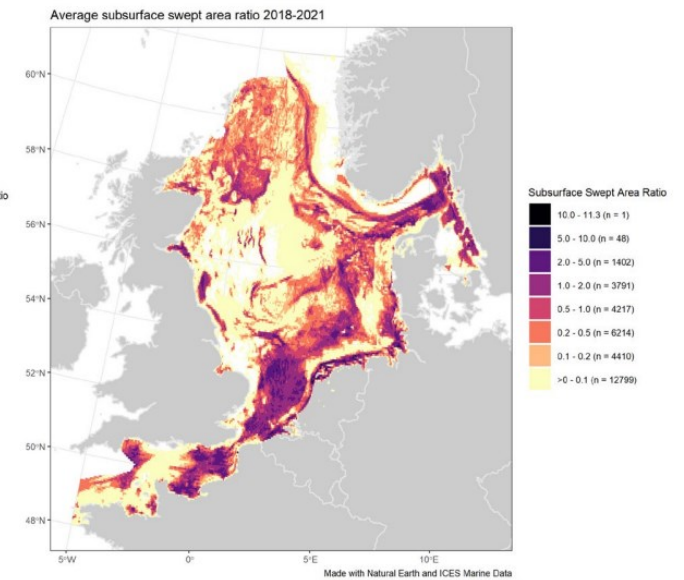 Average subsurface swept area ratio 2018-2021
60°N
58°N
56°N
54°N
52°N
50°N
48°N
5°W
0°
5°E
10°E
tio
Subsurface Swept Area Ratio
10.0 - 11.3 (n = 1)
5.0 - 10.0 (n = 48)
2.0 - 5.0 (n = 1402)
1.0 - 2.0 (n = 3791)
0.5 - 1.0 (n = 4217)
0.2 - 0.5 (n = 6214)
0.1 - 0.2 (n = 4410)
>0 - 0.1 (n = 12799)
Made with Natural Earth and ICES Marine Data